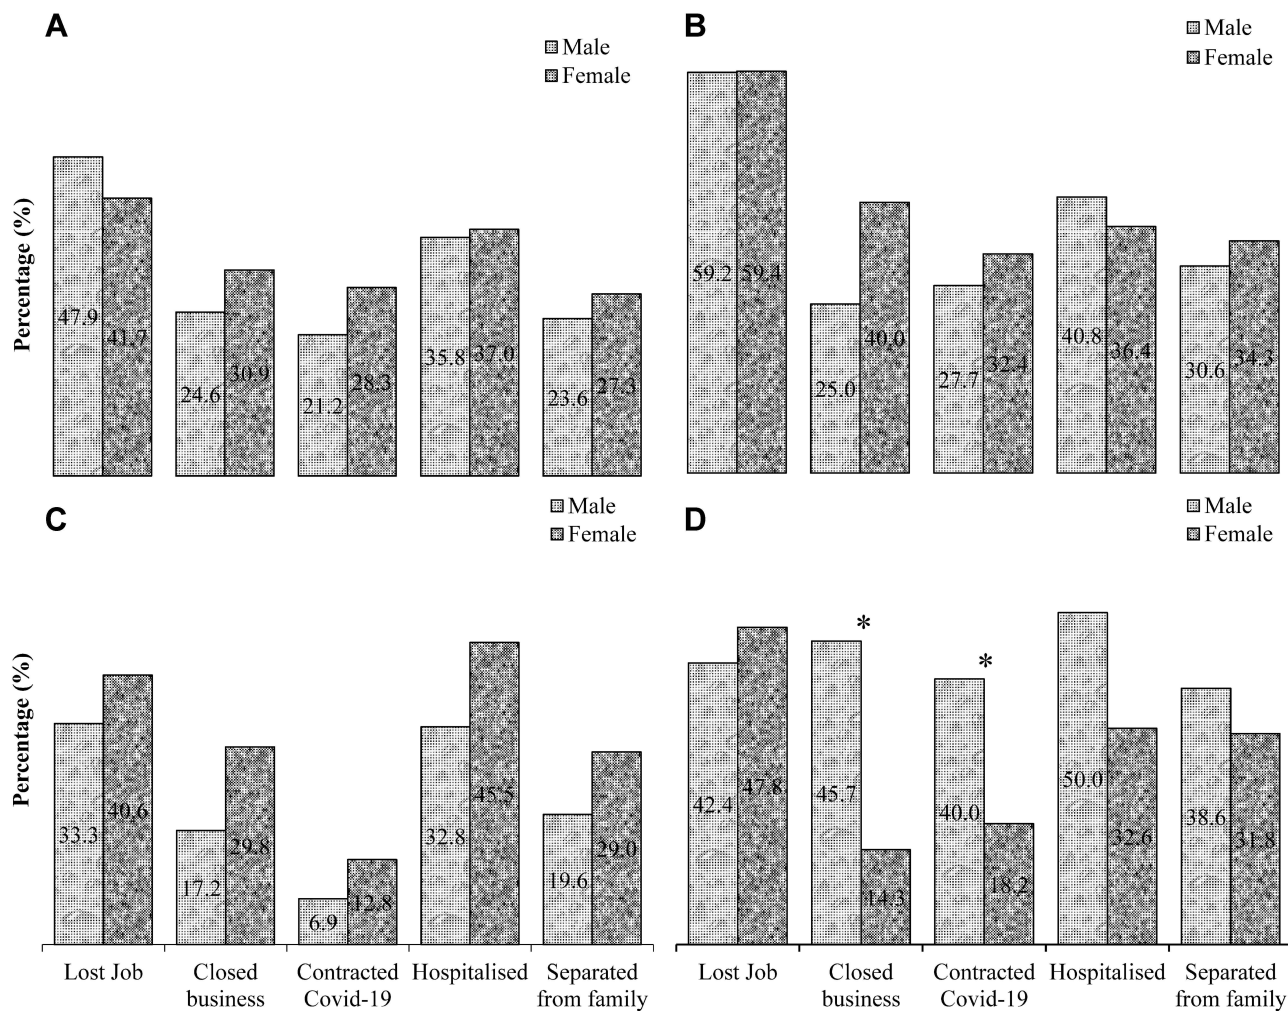 A
Male
Female
Percentage (%)
47.9
41.7
24.6
30.9
21.2
28.3
35.8
37.0
23.6
27.3
B
Male
Female
59.2
59.4
25.0
40.0
27.7
32.4
40.8
36.4
30.6
34.3
C
Male
Female
Percentage (%)
33.3
40.6
17.2
29.8
6.9
12.8
32.8
45.5
19.6
29.0
Lost Job
Closed
business
Contracted
Covid-19
Hospitalised
Separated
from family
D
Male
Female
42.4
47.8
*
45.7
14.3
*
40.0
18.2
50.0
32.6
38.6
31.8
Lost Job
Closed
business
Contracted
Covid-19
Hospitalised
Separated
from family